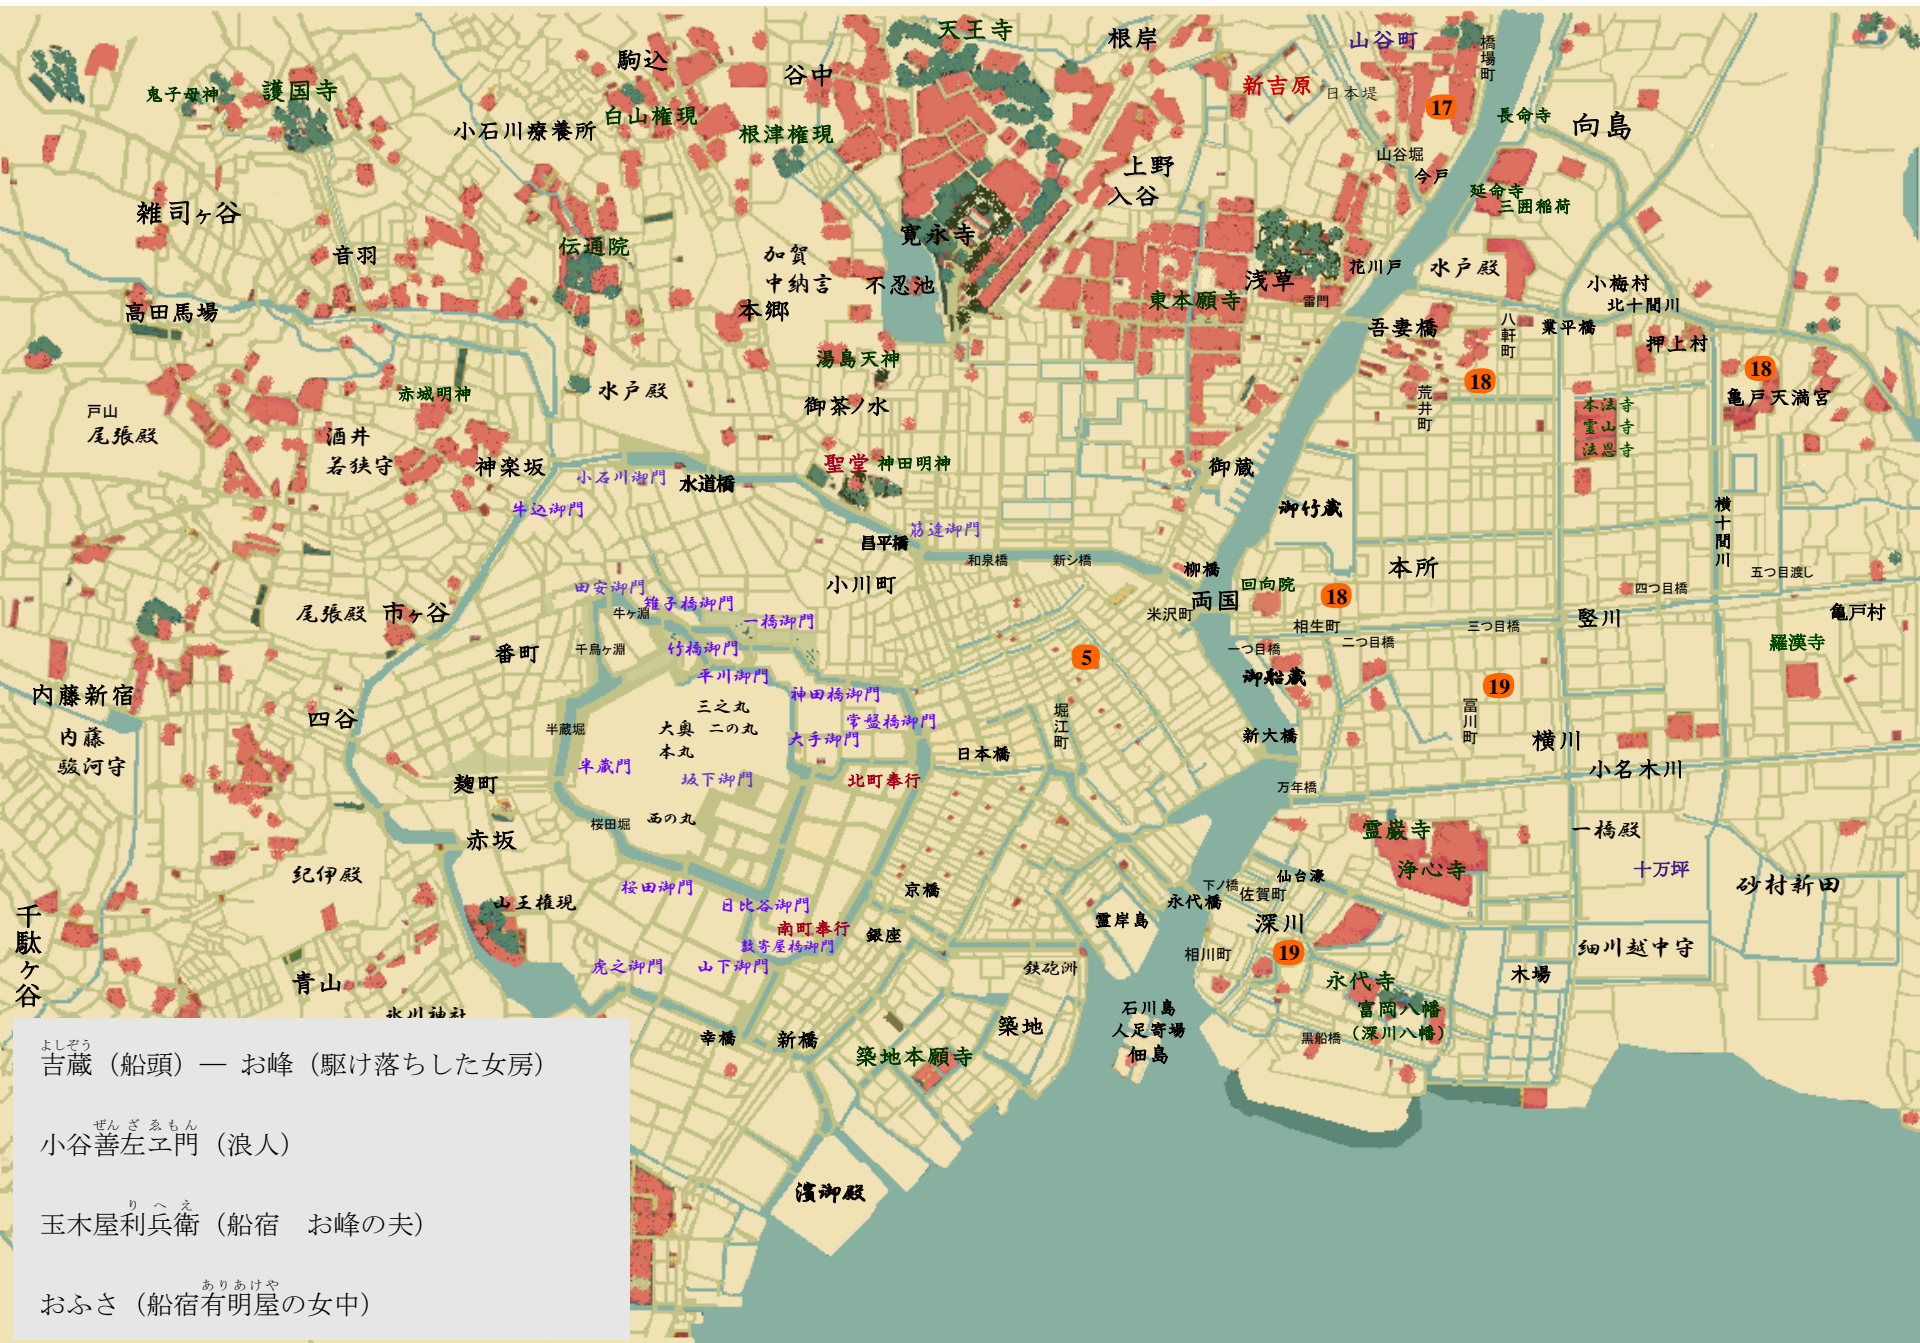 天王寺
根岸
山谷町
橋場町
駒込
谷中
新吉原
日本堤
17
鬼子母神
護国寺
白山権現
小石川療養所
根津権現
長命寺
向島
山谷堀
上野
今戸
入谷
延命寺
三囲稲荷
雑司ヶ谷
伝通院
寛永寺
音羽
加賀
中納言
不忍池
浅草
花川戸
水戸殿
小梅村
北十間川
高田馬場
本郷
東本願寺
雷門
吾妻橋
八軒町
業平橋
押上村
湯島天神
18
18
赤城明神
水戸殿
御茶ノ水
荒井町
亀戸天満宮
戸山
尾張殿
酒井
若狭守
本法寺
霊山寺
法恩寺
神楽坂
小石川御門
水道橋
聖堂
神田明神
御蔵
牛込御門
御竹蔵
横十間川
筋違御門
昌平橋
和泉橋
新シ橋
柳橋
本所
五つ目渡し
小川町
回向院
18
四つ目橋
田安御門
雉子橋御門
牛ヶ淵
一橋御門
両国
米沢町
相生町
三つ目橋
竪川
亀戸村
尾張殿
市ヶ谷
番町
千鳥ヶ淵
竹橋御門
5
一つ目橋
二つ目橋
羅漢寺
平川御門
御船蔵
19
内藤新宿
神田橋御門
三之丸
富川町
四谷
半蔵堀
大奥
二の丸
常盤橋御門
堀江町
内藤
駿河守
本丸
大手御門
日本橋
新大橋
横川
半蔵門
坂下御門
北町奉行
小名木川
麹町
万年橋
桜田堀
西の丸
赤坂
霊巌寺
一橋殿
紀伊殿
浄心寺
十万坪
桜田御門
京橋
下ノ橋
仙台濠
佐賀町
砂村新田
山王権現
日比谷御門
永代橋
千駄ヶ谷
南町奉行
銀座
霊岸島
深川
数寄屋橋御門
19
相川町
細川越中守
虎之御門
山下御門
鉄砲洲
木場
青山
永代寺
氷川神社
石川島
人足寄場
佃島
富岡八幡
(深川八幡)
幸橋
新橋
築地
黒船橋
築地本願寺
濱御殿
よしぞう
吉蔵（船頭）― お峰（駆け落ちした女房）
ぜんざゑもん
小谷善左ヱ門（浪人）
りへえ
玉木屋利兵衛（船宿　お峰の夫）
ありあけや
おふさ（船宿有明屋の女中）